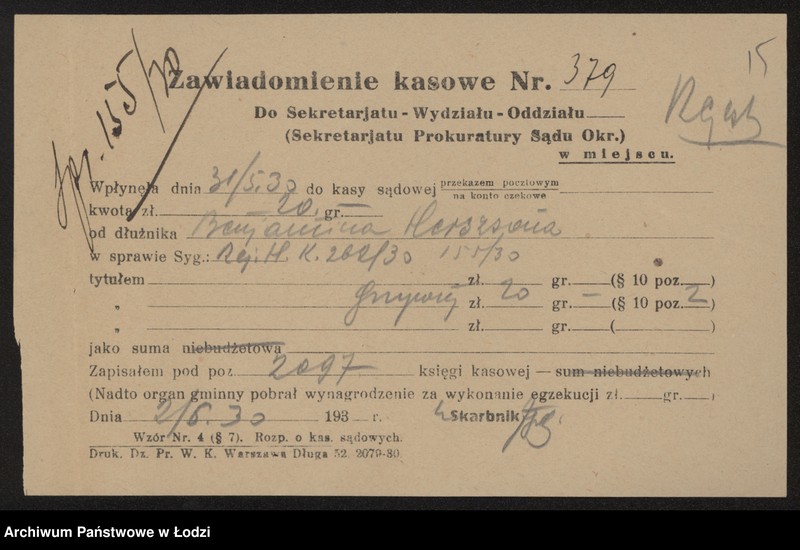 155/30
15
Zawiadomienie kasowe Nr. 379
Do Sekretarjatu - Wydziału - Oddziału
(Sekretarjatu Prokuratury Sądu Okr.)
w miejscu.
Wpłynęła dnia 31/5.30 do kasy sądowej przekazem pocztowym
na konto czekowe
kwota zł. 20. gr. —
od dłużnika Benjamina Herszsona
w sprawie Syg.: Rej. H. K. 262/30 155/30
tytułem zł. gr. (§ 10 poz. )
„ grzywny zł. 20 gr. — (§ 10 poz. 2)
„ zł. gr. ( )
jako suma niebudżetowa
Zapisałem pod poz. 2097 księgi kasowej — sum niebudżetowych
(Nadto organ gminny pobrał wynagrodzenie za wykonanie egzekucji zł. gr. )
Dnia 2/6.30 193 r. Skarbnik
Wzór Nr. 4 (§ 7). Rozp. o kas. sądowych.
Druk. Dz. Pr. W. K. Warszawa Długa 52. 2079-30.
Archiwum Państwowe w Łodzi